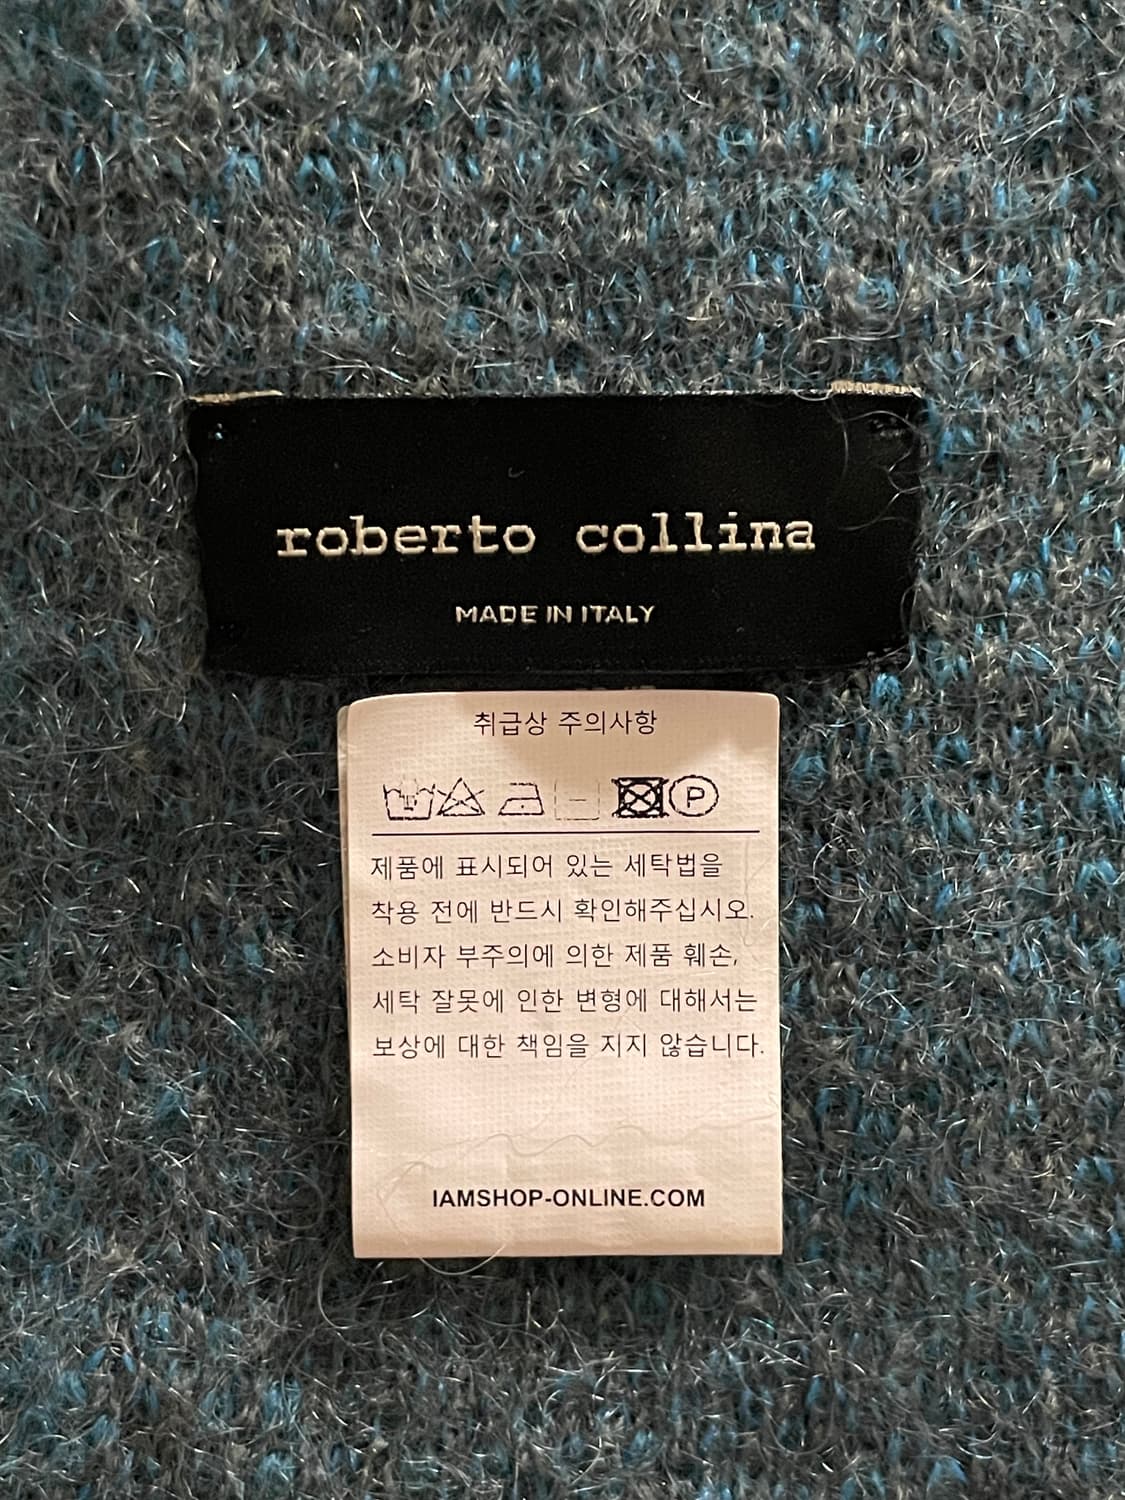 roberto collina
MADE IN ITALY
취급상 주의사항
P
제품에 표시되어 있는 세탁법을
착용 전에 반드시 확인해주십시오.
소비자 부주의에 의한 제품 훼손,
세탁 잘못에 인한 변형에 대해서는
보상에 대한 책임을 지지 않습니다.
IAMSHOP-ONLINE.COM